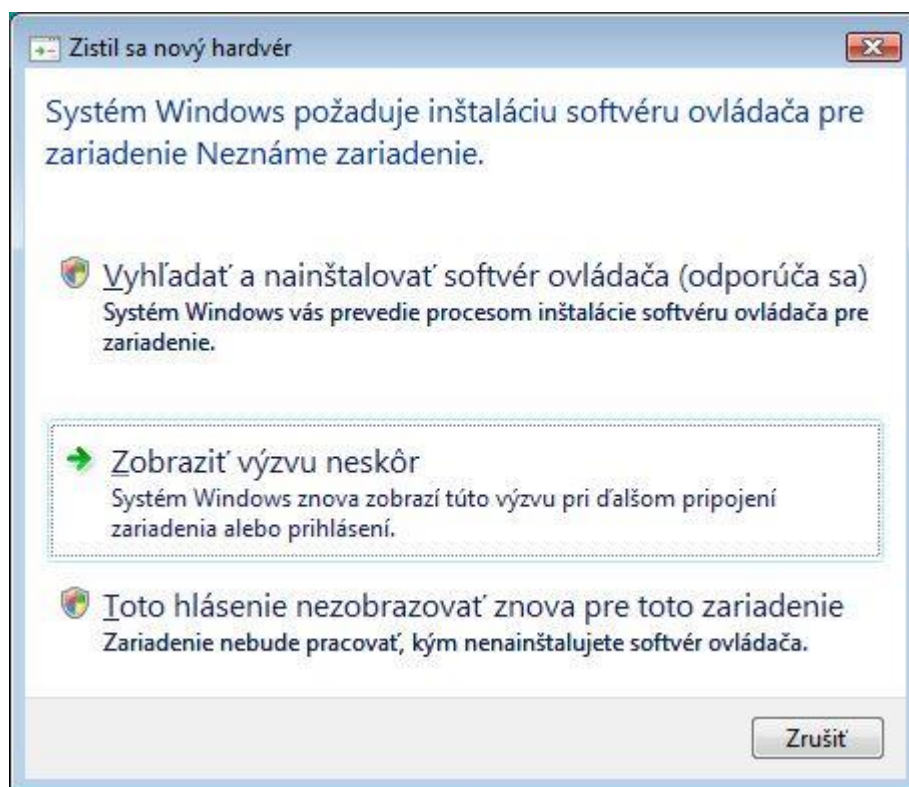 Zistil sa nový hardvér
Systém Windows požaduje inštaláciu softvéru ovládača pre
zariadenie Neznáme zariadenie.
Vyhľadať a nainštalovať softvér ovládača (odporúča sa)
Systém Windows vás prevedie procesom inštalácie softvéru ovládača pre
zariadenie.
Zobraziť výzvu neskôr
Systém Windows znova zobrazí túto výzvu pri ďalšom pripojení
zariadenia alebo prihlásení.
Toto hlásenie nezobrazovať znova pre toto zariadenie
Zariadenie nebude pracovať, kým nenainštalujete softvér ovládača.
Zrušiť